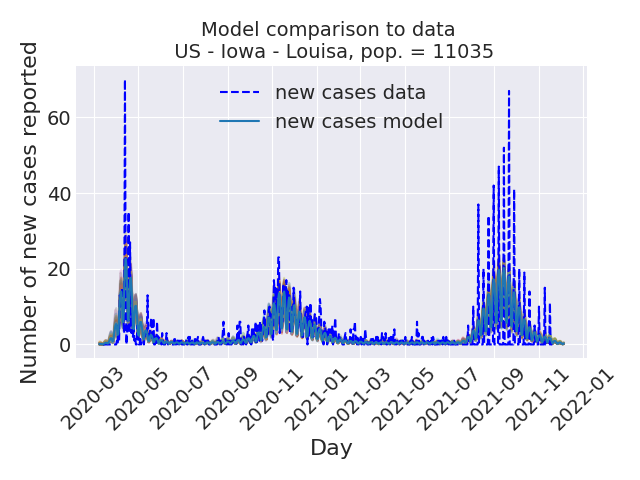 Model comparison to data
US - Iowa - Louisa, pop. = 11035
new cases data
new cases model
Number of new cases reported
60
40
20
0
2020-03
2020-05
2020-07
2020-09
2020-11
2021-01
2021-03
2021-05
2021-07
2021-09
2021-11
2022-01
Day